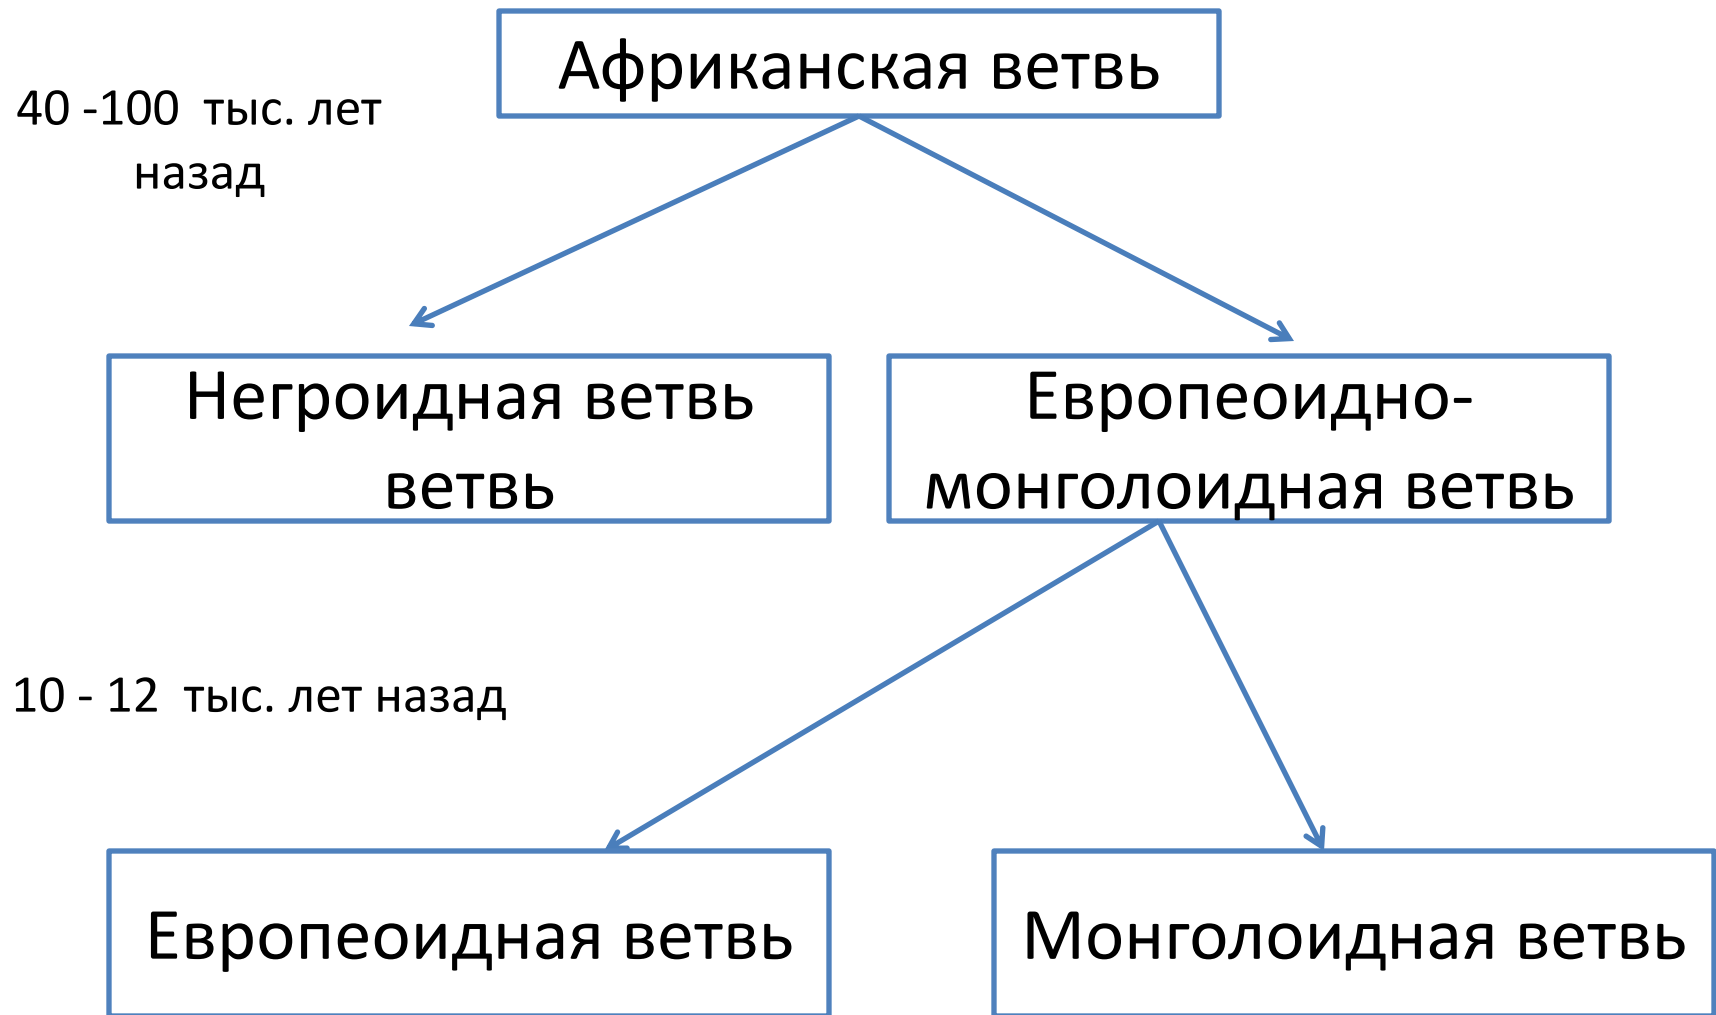 Африканская ветвь
40 -100 тыс. лет
назад
Негроидная ветвь
ветвь
Европеоидно-
монголоидная ветвь
10 - 12 тыс. лет назад
Европеоидная ветвь
Монголоидная ветвь